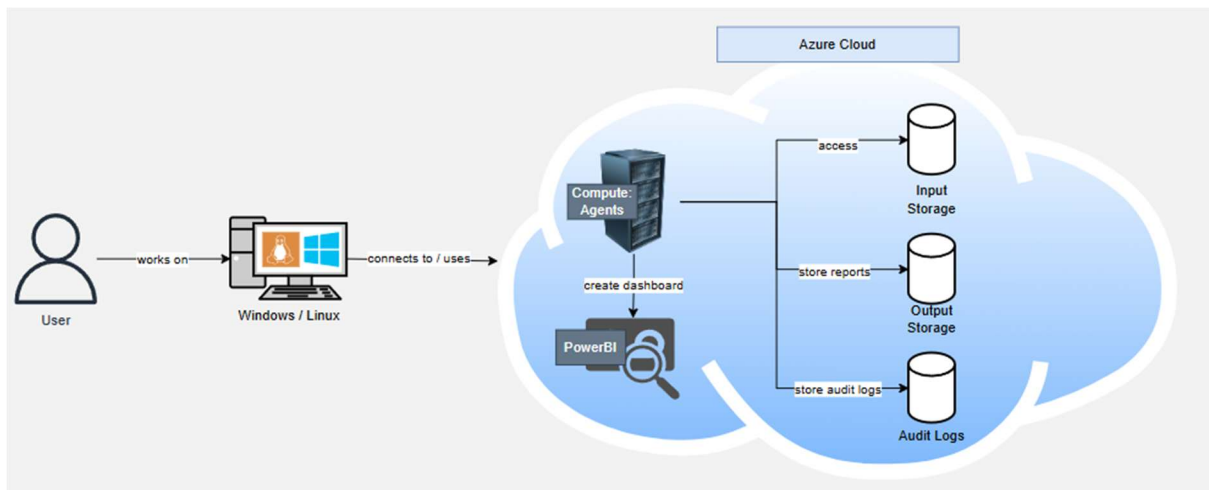 Azure Cloud
access
Input
Storage
Compute:
Agents
works on
connects to / uses
store reports
create dashboard
User
Windows / Linux
Output
Storage
PowerBI
store audit logs
Audit Logs